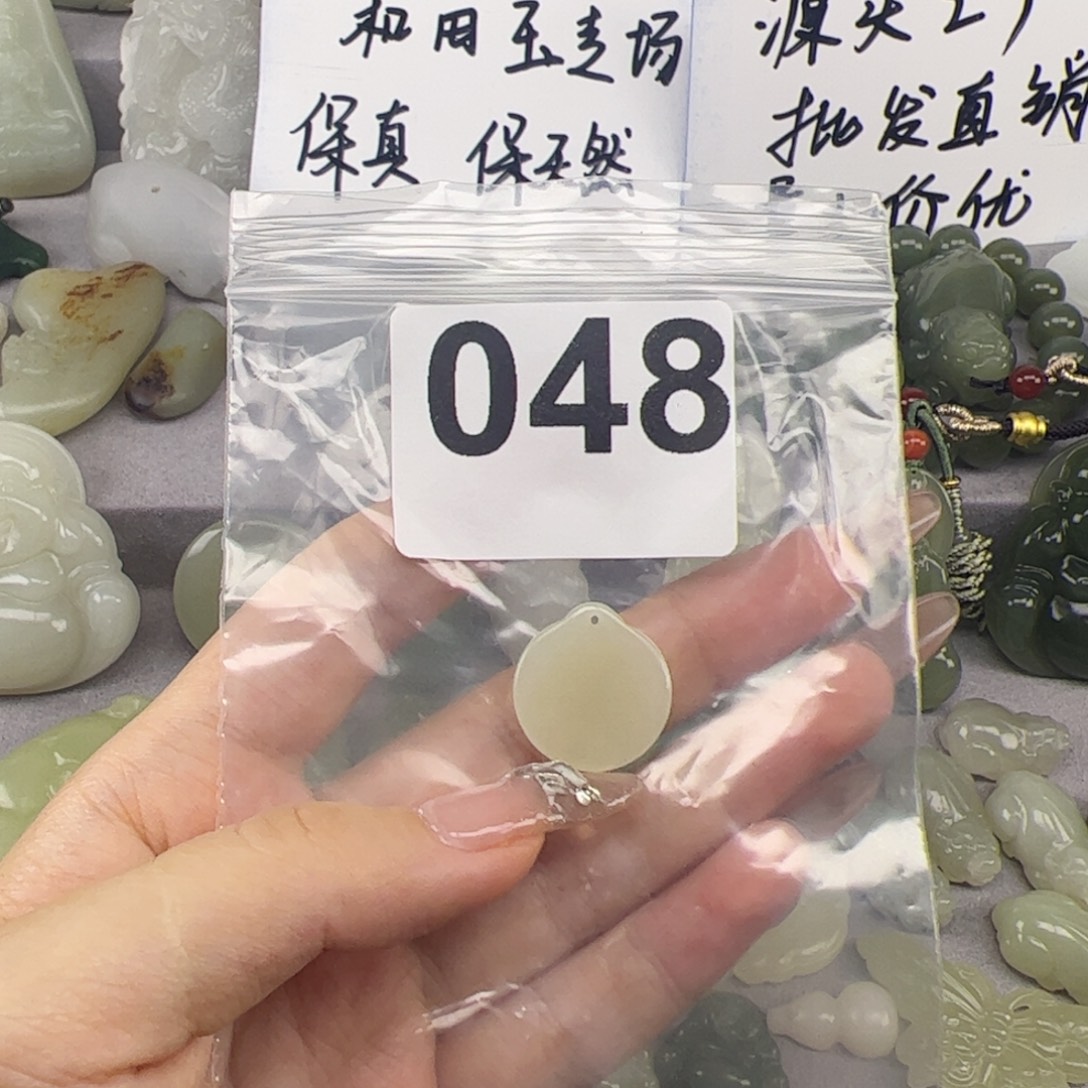 和田玉专场
保真 保天然
源头工厂
批发直销
价优
048